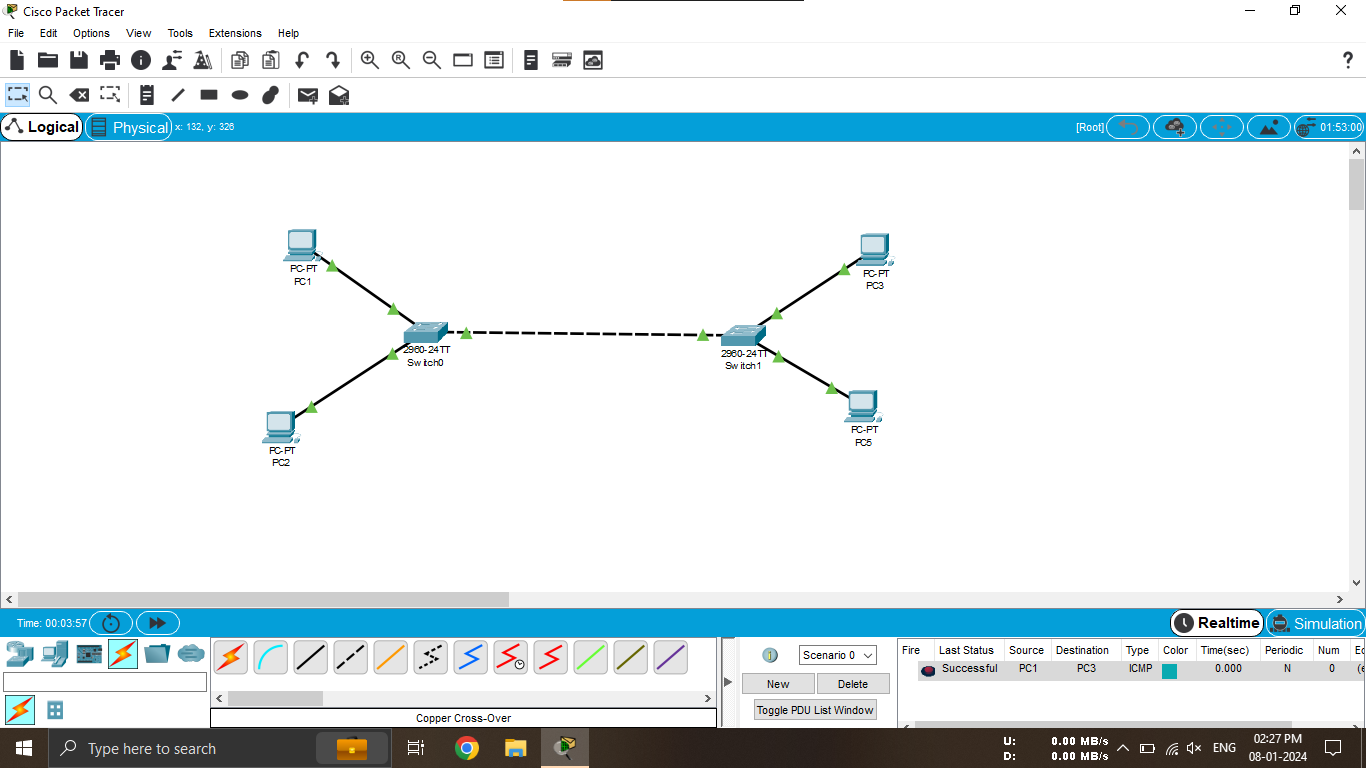 Cisco Packet Tracer
File Edit Options View Tools Extensions Help
Logical Physical x: 132, y: 326 [Root] 01:53:00
PC-PT
PC1
PC-PT
PC3
2960-24TT
Switch0
2960-24TT
Switch1
PC-PT
PC2
PC-PT
PC5
Time: 00:03:57 Realtime Simulation
Scenario 0
New Delete
Toggle PDU List Window
Fire Last Status Source Destination Type Color Time(sec) Periodic Num
Successful PC1 PC3 ICMP 0.000 N 0
Copper Cross-Over
Type here to search
U: 0.00 MB/s
D: 0.00 MB/s
ENG
02:27 PM
08-01-2024